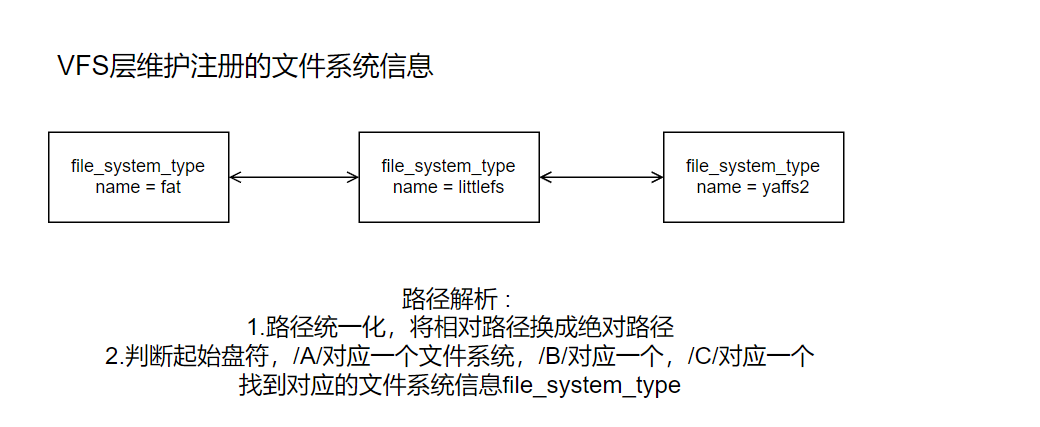 VFS层维护注册的文件系统信息
file_system_type
name = fat
file_system_type
name = littlefs
file_system_type
name = yaffs2
路径解析：
1.路径统一化，将相对路径换成绝对路径
2.判断起始盘符，/A/对应一个文件系统，/B/对应一个，/C/对应一个
找到对应的文件系统信息file_system_type